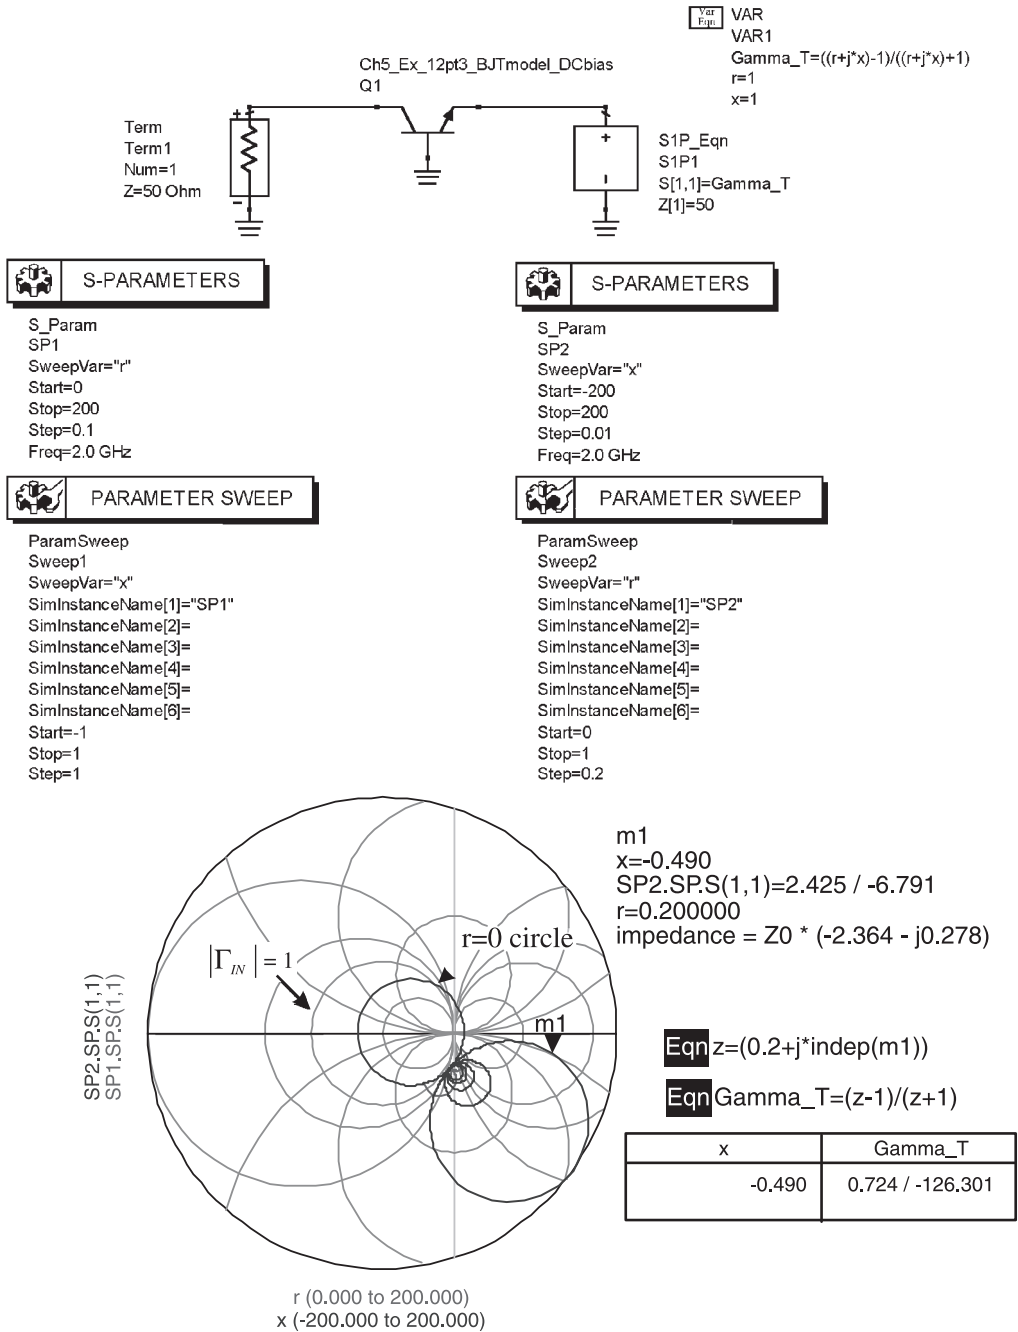 Var
Eqn
VAR
VAR1
Gamma_T=((r+j*x)-1)/((r+j*x)+1)
r=1
x=1
Ch5_Ex_12pt3_BJTmodel_DCbias
Q1
Term
Term1
Num=1
Z=50 Ohm
S1P_Eqn
S1P1
S[1,1]=Gamma_T
Z[1]=50
S-PARAMETERS
S_Param
SP1
SweepVar="r"
Start=0
Stop=200
Step=0.1
Freq=2.0 GHz
S-PARAMETERS
S_Param
SP2
SweepVar="x"
Start=-200
Stop=200
Step=0.01
Freq=2.0 GHz
PARAMETER SWEEP
ParamSweep
Sweep1
SweepVar="x"
SimInstanceName[1]="SP1"
SimInstanceName[2]=
SimInstanceName[3]=
SimInstanceName[4]=
SimInstanceName[5]=
SimInstanceName[6]=
Start=-1
Stop=1
Step=1
PARAMETER SWEEP
ParamSweep
Sweep2
SweepVar="r"
SimInstanceName[1]="SP2"
SimInstanceName[2]=
SimInstanceName[3]=
SimInstanceName[4]=
SimInstanceName[5]=
SimInstanceName[6]=
Start=0
Stop=1
Step=0.2
SP2.SP.S(1,1)
SP1.SP.S(1,1)
|Γ_IN| = 1
r=0 circle
m1
m1
x=-0.490
SP2.SP.S(1,1)=2.425 / -6.791
r=0.200000
impedance = Z0 * (-2.364 - j0.278)
Eqn z=(0.2+j*indep(m1))
Eqn Gamma_T=(z-1)/(z+1)
x Gamma_T
-0.490 0.724 / -126.301
r (0.000 to 200.000)
x (-200.000 to 200.000)